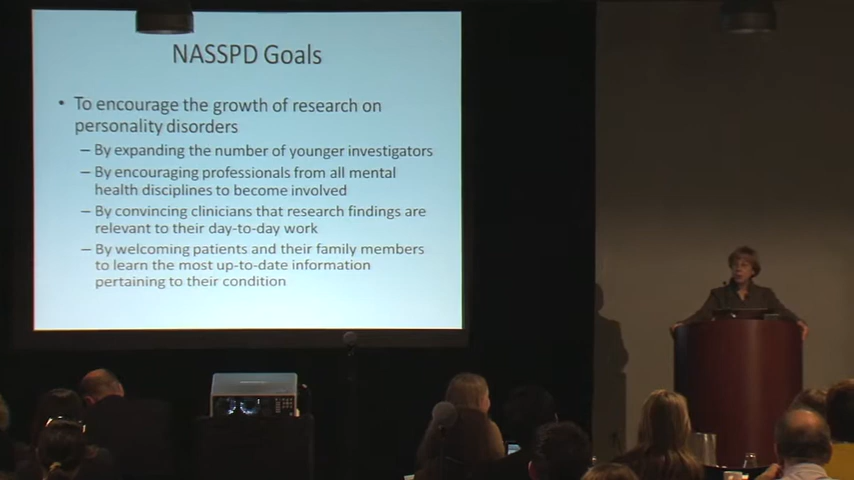 NASSPD Goals
• To encourage the growth of research on
personality disorders
– By expanding the number of younger investigators
– By encouraging professionals from all mental
health disciplines to become involved
– By convincing clinicians that research findings are
relevant to their day-to-day work
– By welcoming patients and their family members
to learn the most up-to-date information
pertaining to their condition